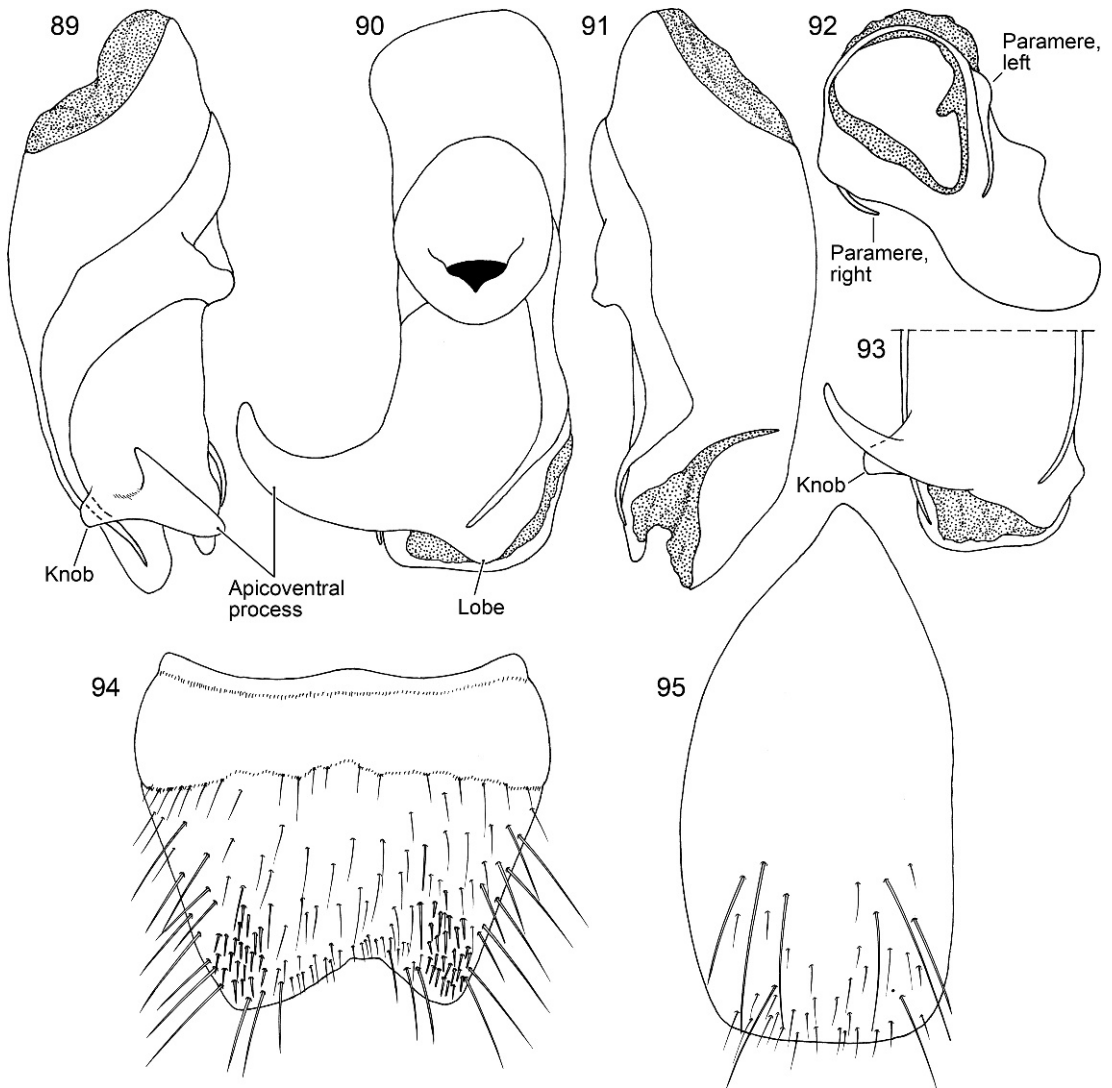 89
90
91
92
Paramere,
left
Paramere,
right
93
Knob
Knob
Apicoventral
process
Lobe
94
95